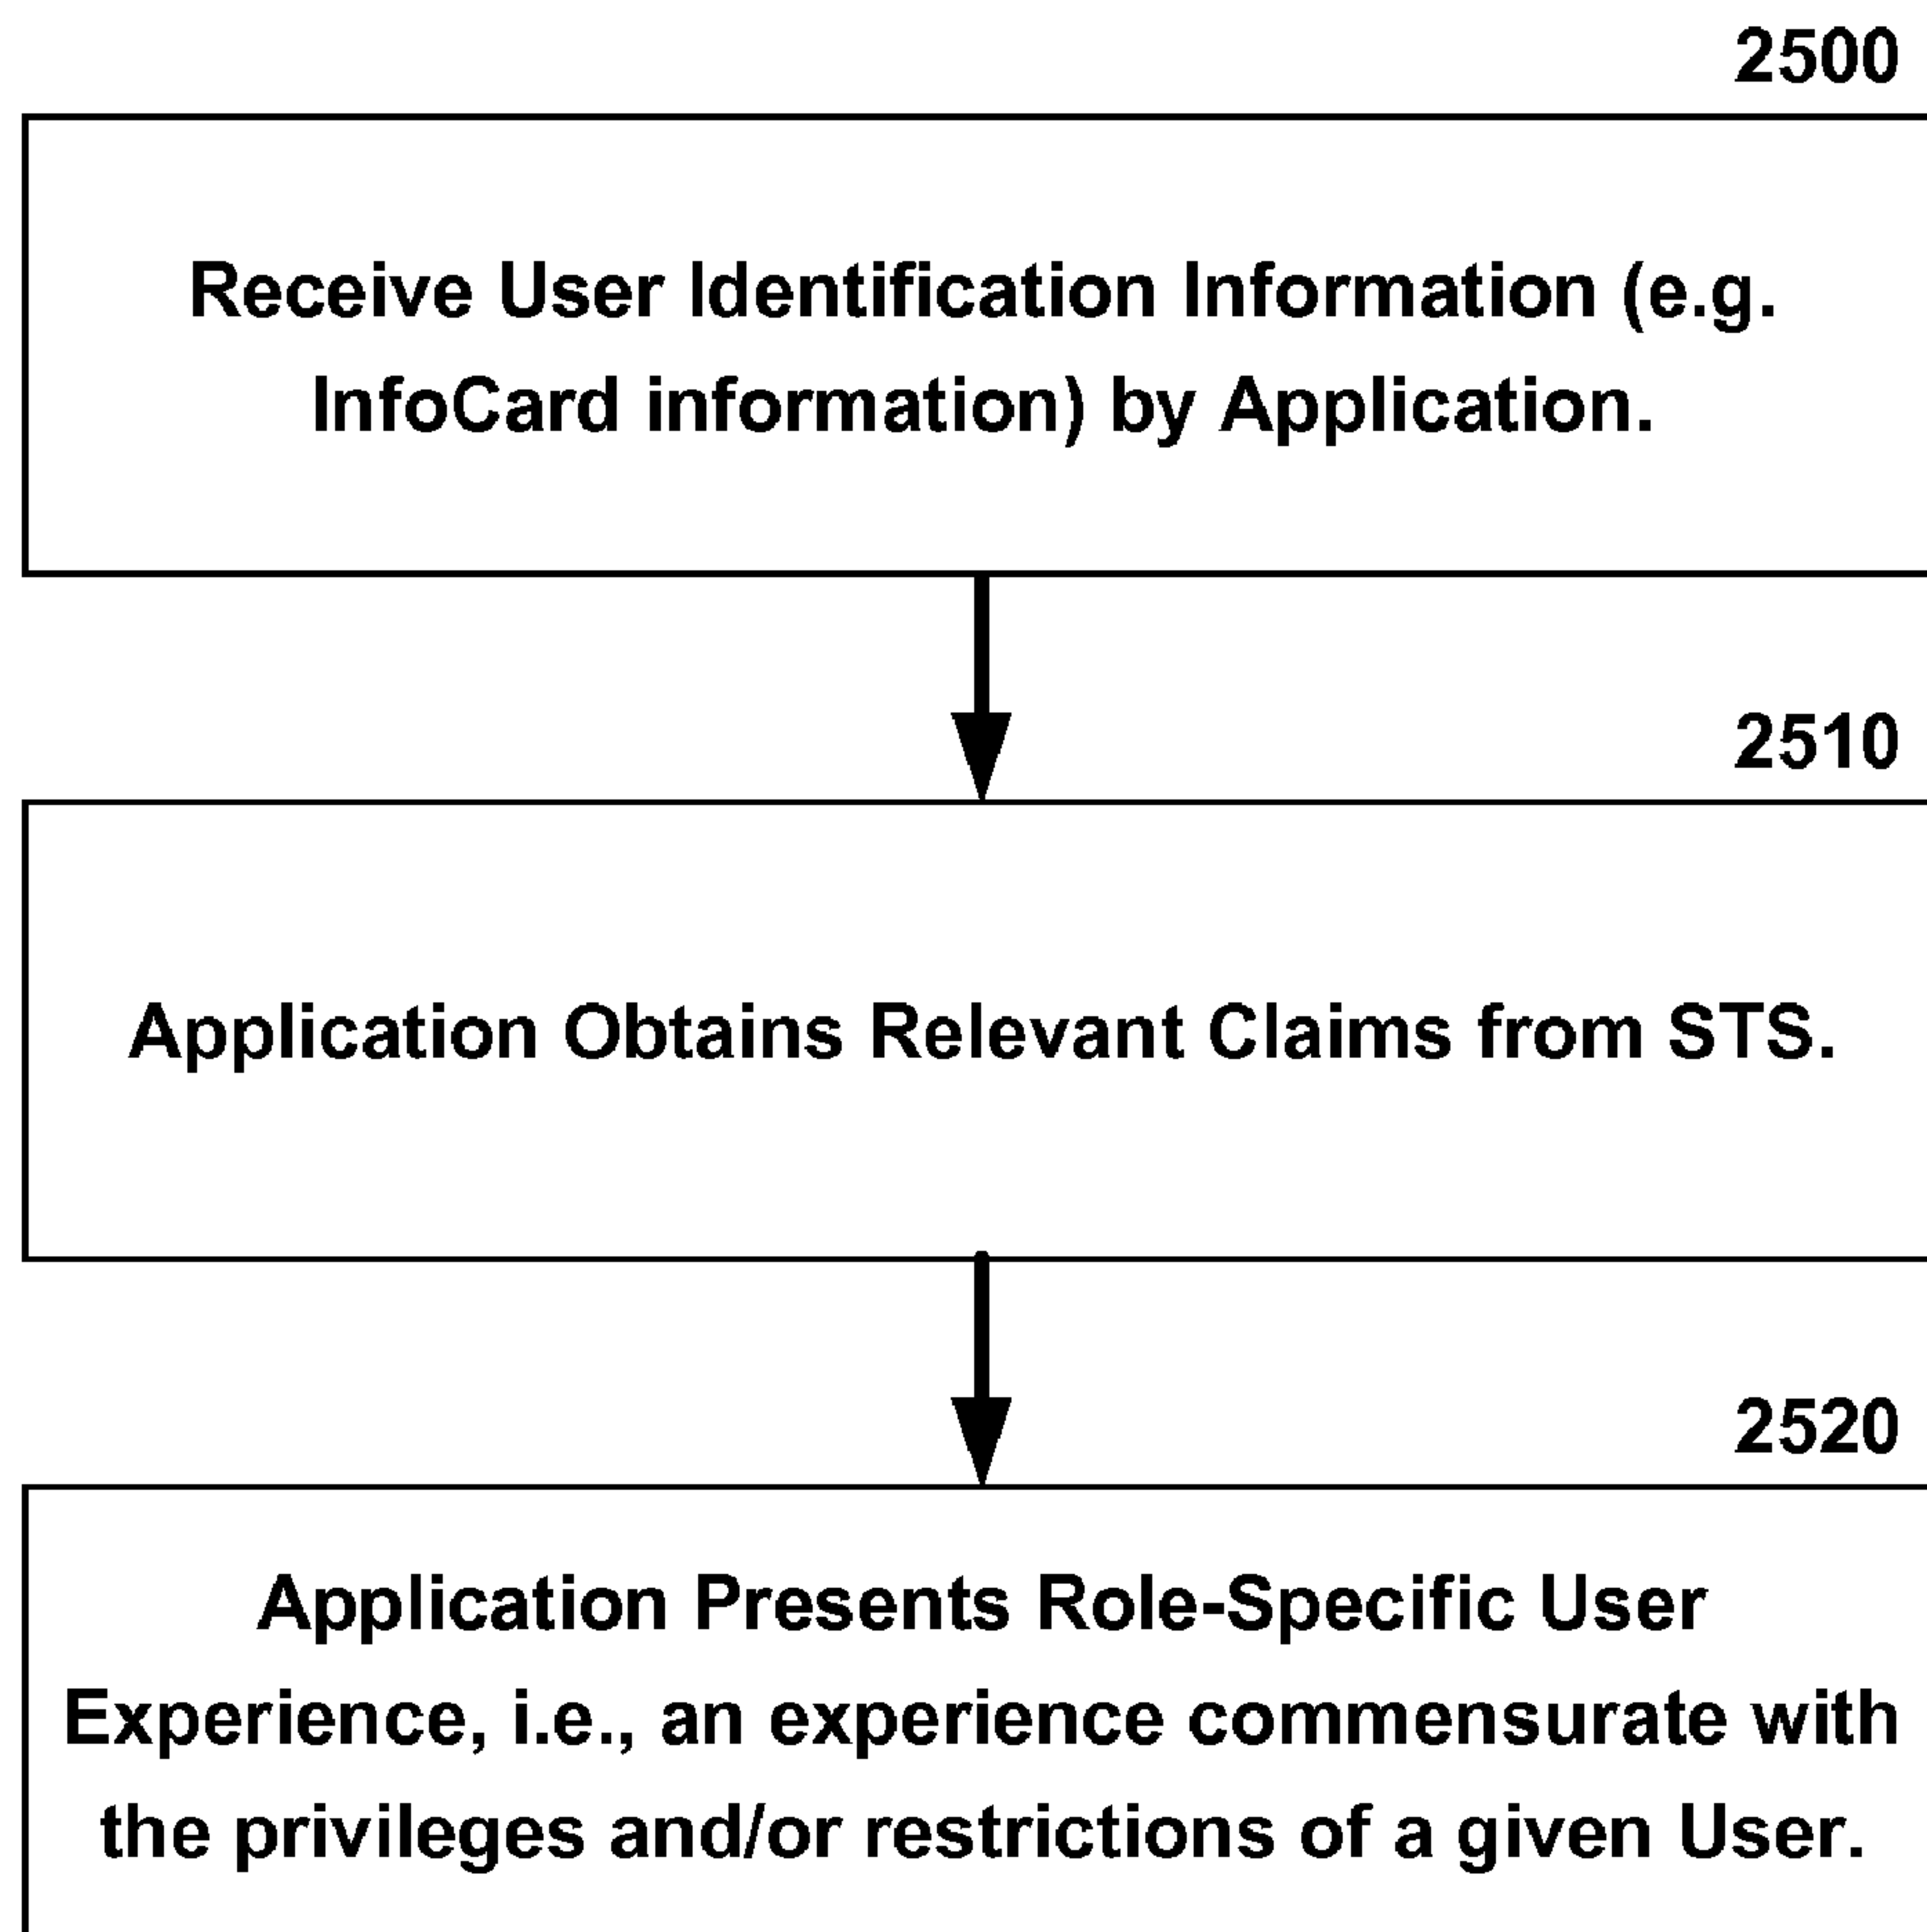 2500
Receive User Identification Information (e.g.
InfoCard information) by Application.
2510
Application Obtains Relevant Claims from STS.
2520
Application Presents Role-Specific User
Experience, i.e., an experience commensurate with
the privileges and/or restrictions of a given User.